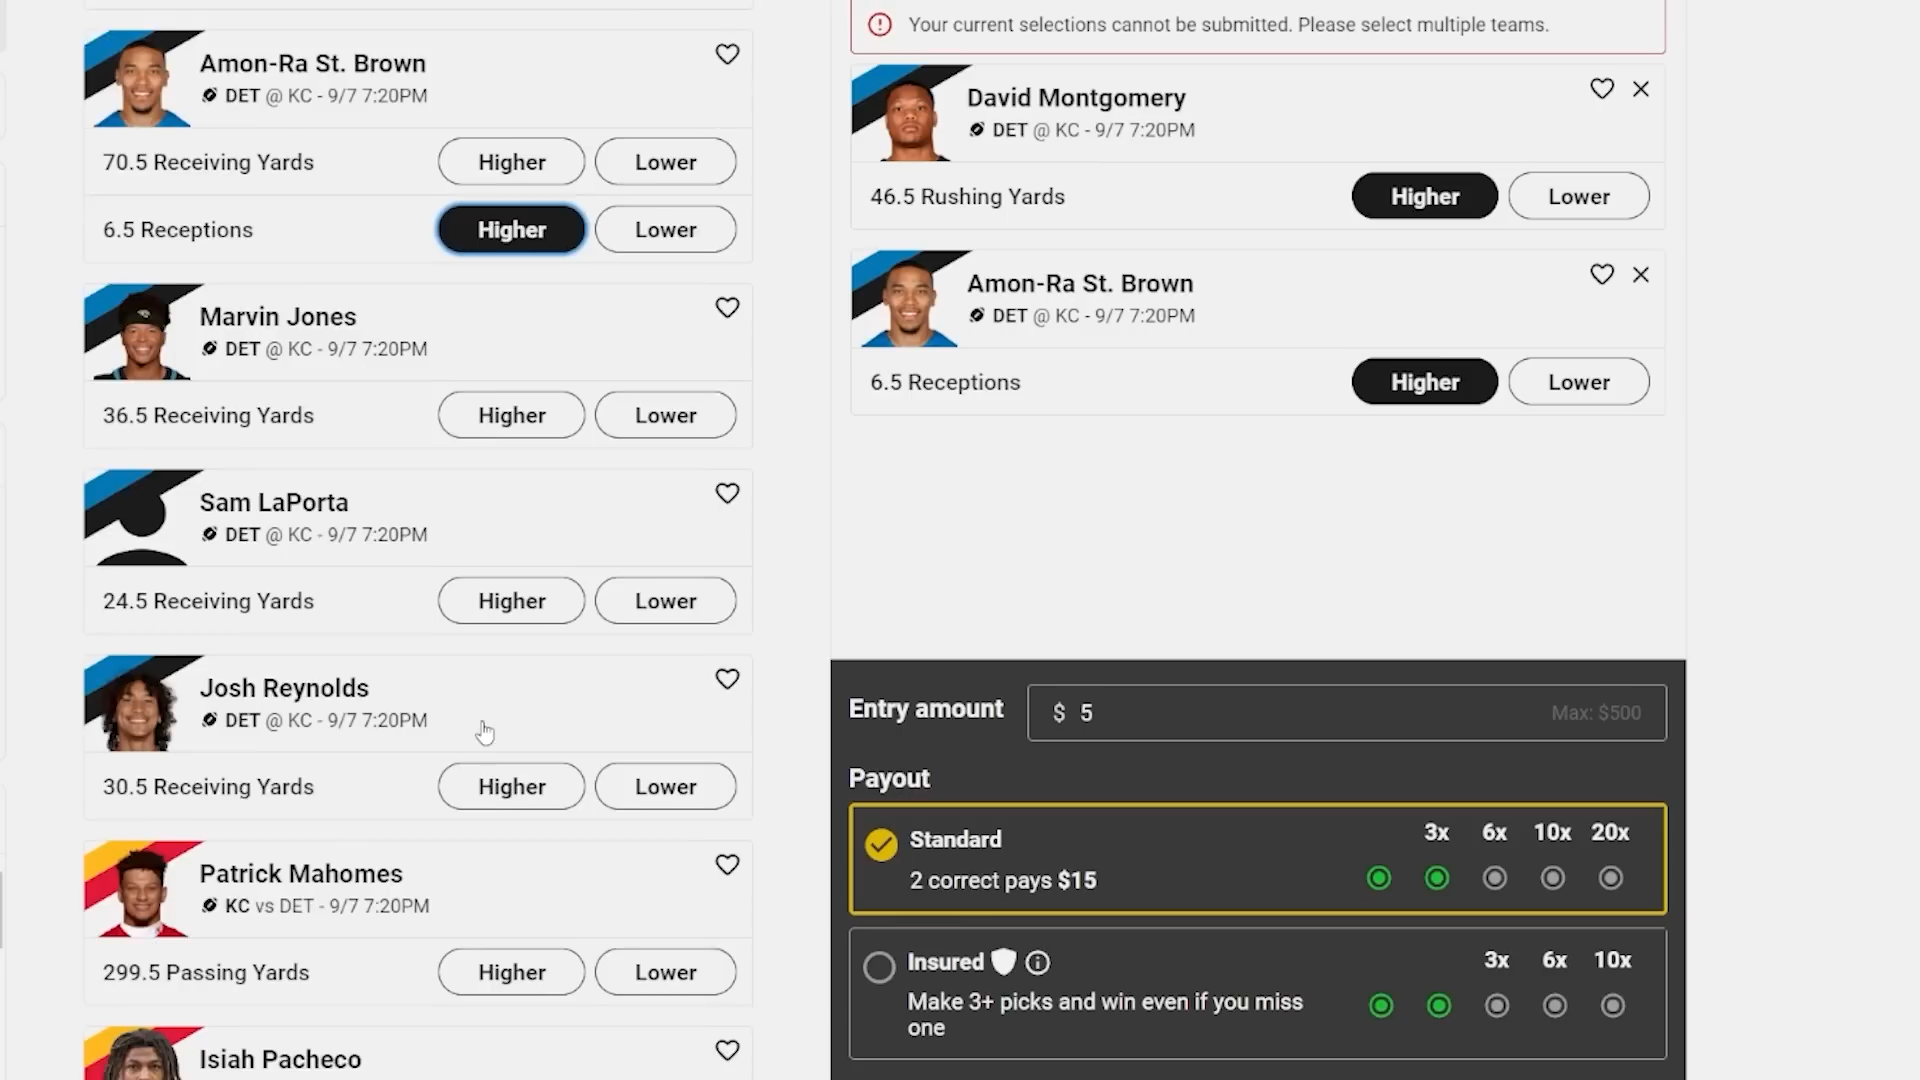 Amon-Ra St. Brown
DET @ KC - 9/7 7:20PM
70.5 Receiving Yards Higher Lower
6.5 Receptions Higher Lower
Marvin Jones
DET @ KC - 9/7 7:20PM
36.5 Receiving Yards Higher Lower
Sam LaPorta
DET @ KC - 9/7 7:20PM
24.5 Receiving Yards Higher Lower
Josh Reynolds
DET @ KC - 9/7 7:20PM
30.5 Receiving Yards Higher Lower
Patrick Mahomes
KC vs DET - 9/7 7:20PM
299.5 Passing Yards Higher Lower
Isiah Pacheco
Your current selections cannot be submitted. Please select multiple teams.
David Montgomery
DET @ KC - 9/7 7:20PM
46.5 Rushing Yards Higher Lower
Amon-Ra St. Brown
DET @ KC - 9/7 7:20PM
6.5 Receptions Higher Lower
Entry amount $ 5 Max: $500
Payout
Standard 3x 6x 10x 20x
2 correct pays $15
Insured 3x 6x 10x
Make 3+ picks and win even if you miss
one